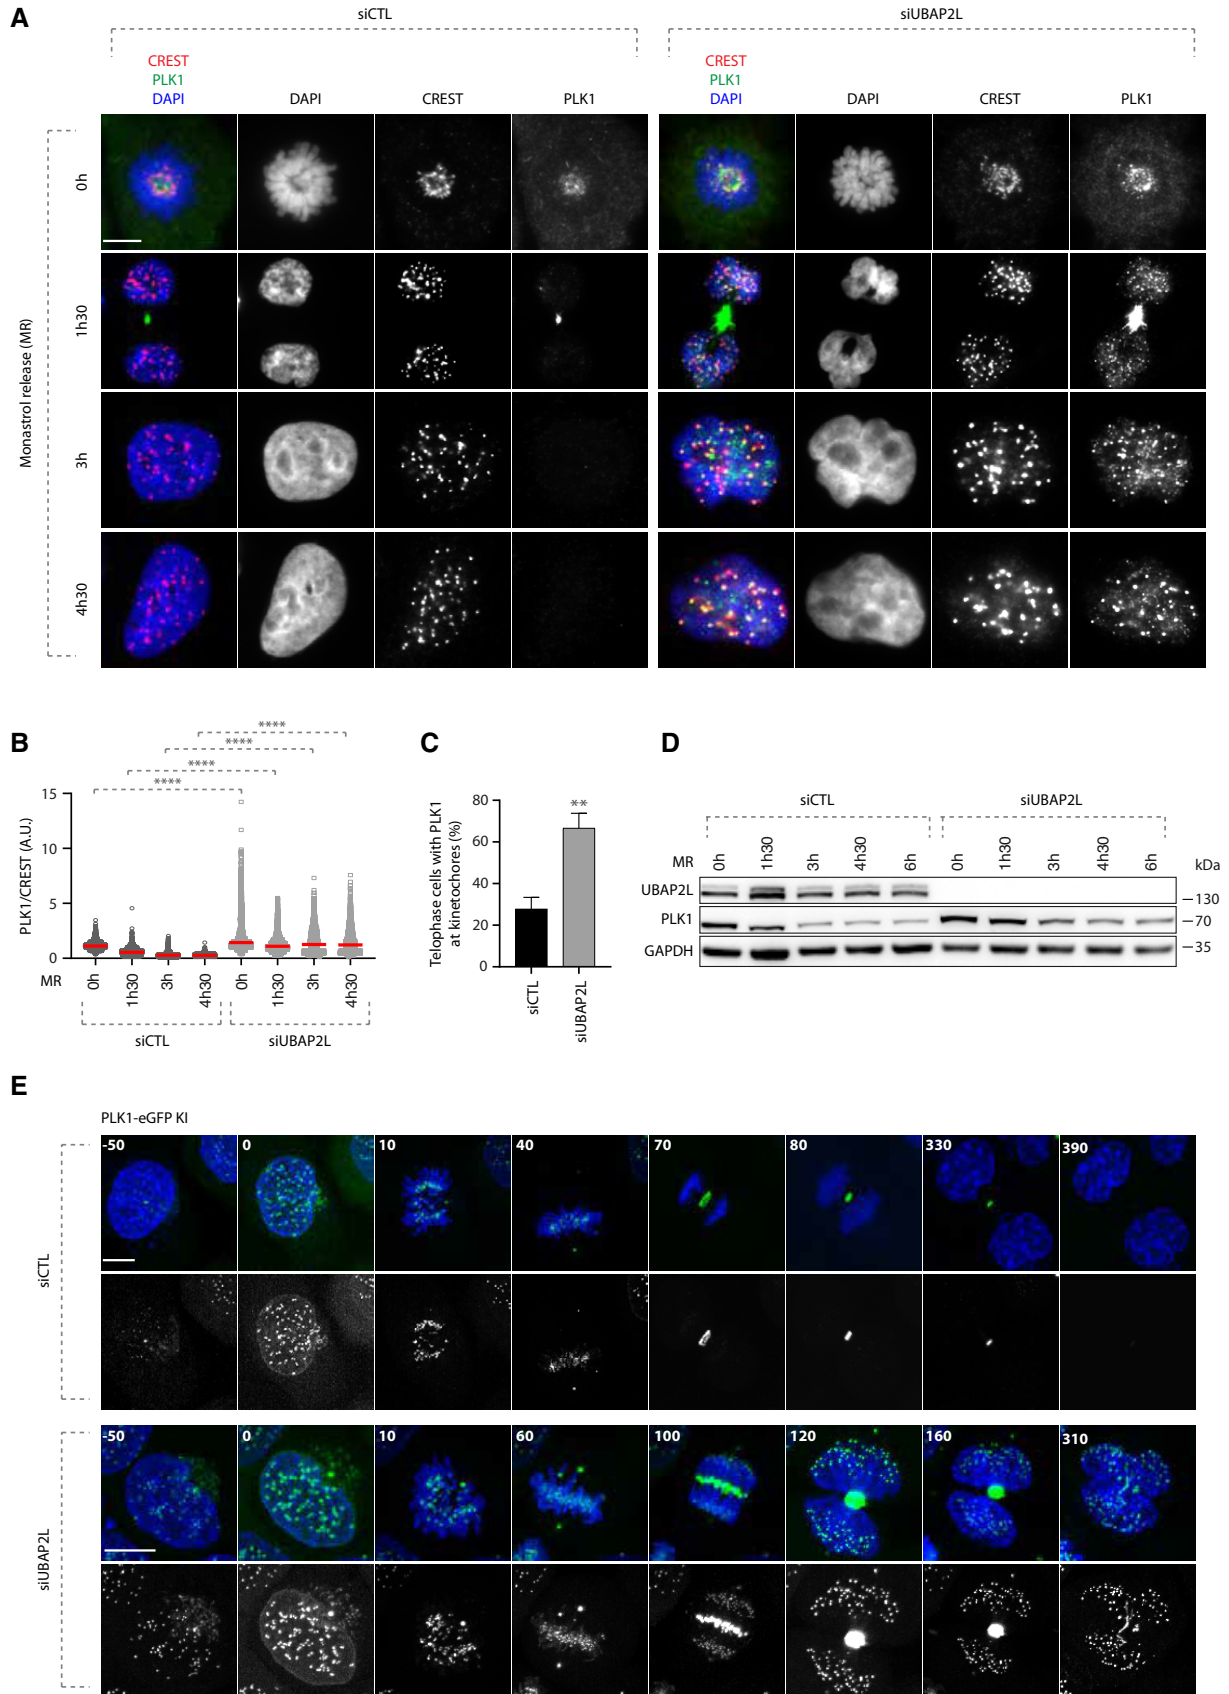 A
siCTL
siUBAP2L
CREST
PLK1
DAPI
DAPI
CREST
PLK1
CREST
PLK1
DAPI
DAPI
CREST
PLK1
Monastrol release (MR)
0h
1h30
3h
4h30
B
****
****
****
****
PLK1/CREST (A.U.)
15
10
5
0
MR
0h
1h30
3h
4h30
0h
1h30
3h
4h30
siCTL
siUBAP2L
C
Telophase cells with PLK1
at kinetochores (%)
80
60
40
20
0
**
siCTL
siUBAP2L
D
siCTL
siUBAP2L
MR
0h
1h30
3h
4h30
6h
0h
1h30
3h
4h30
6h
kDa
UBAP2L
–130
PLK1
–70
GAPDH
–35
E
PLK1-eGFP KI
siCTL
-50
0
10
40
70
80
330
390
siUBAP2L
-50
0
10
60
100
120
160
310